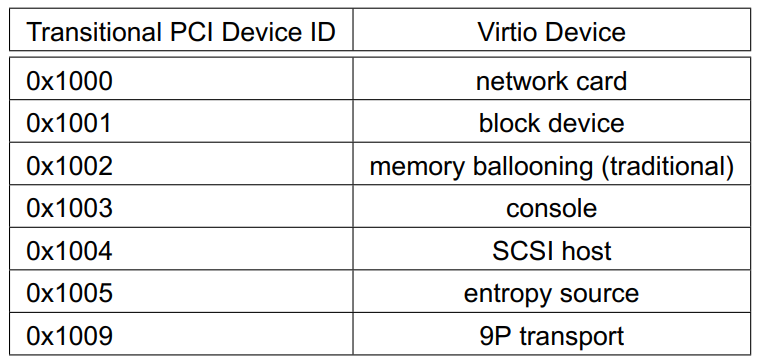 Transitional PCI Device ID Virtio Device
0x1000 network card
0x1001 block device
0x1002 memory ballooning (traditional)
0x1003 console
0x1004 SCSI host
0x1005 entropy source
0x1009 9P transport